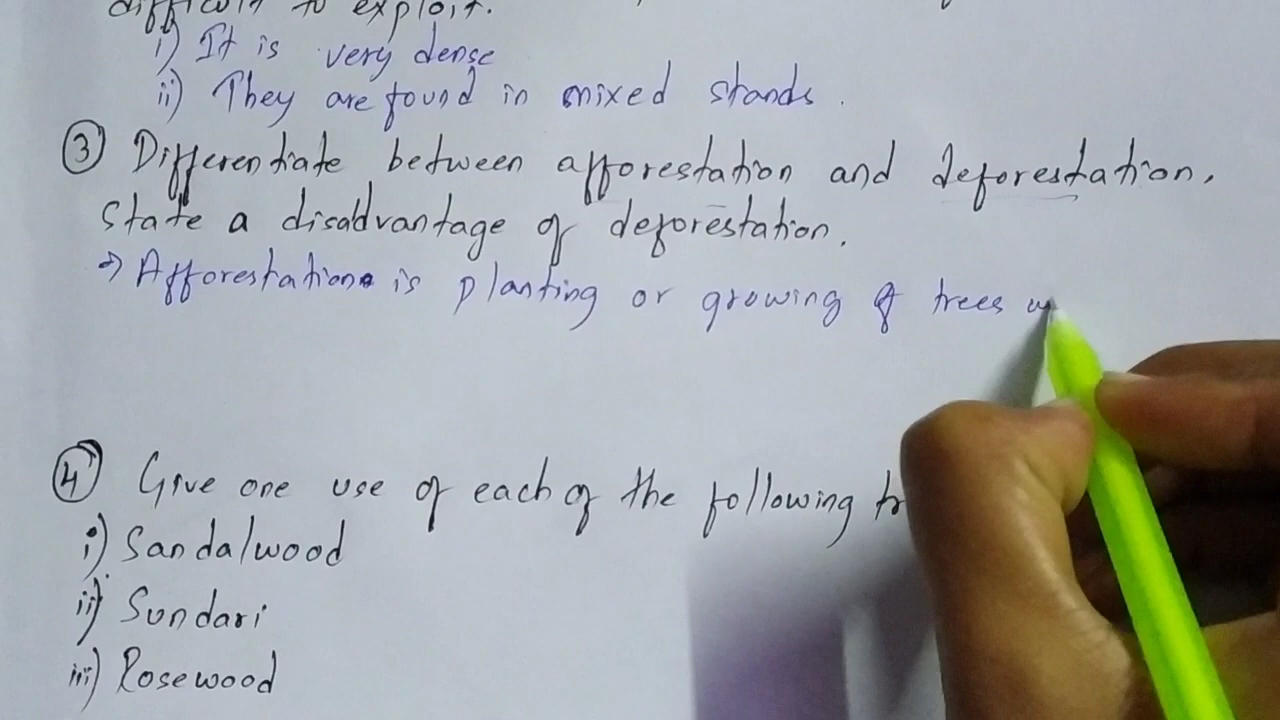 difficult to exploit.
i) It is very dense
ii) They are found in mixed stands.
③ Differentiate between afforestation and deforestation.
State a disadvantage of deforestation.
→ Afforestation is planting or growing of trees
④ Give one use of each of the following
i) Sandalwood
ii) Sundari
iii) Rosewood